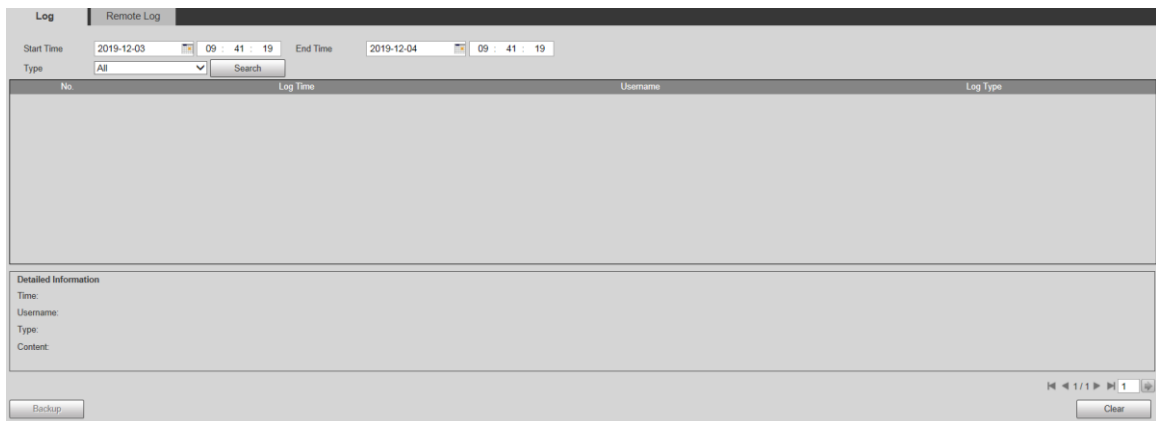 Log Remote Log
Start Time 2019-12-03 09 : 41 : 19 End Time 2019-12-04 09 : 41 : 19
Type All Search
No. Log Time Username Log Type
Detailed Information
Time:
Username:
Type:
Content:
1 / 1 1
Backup Clear